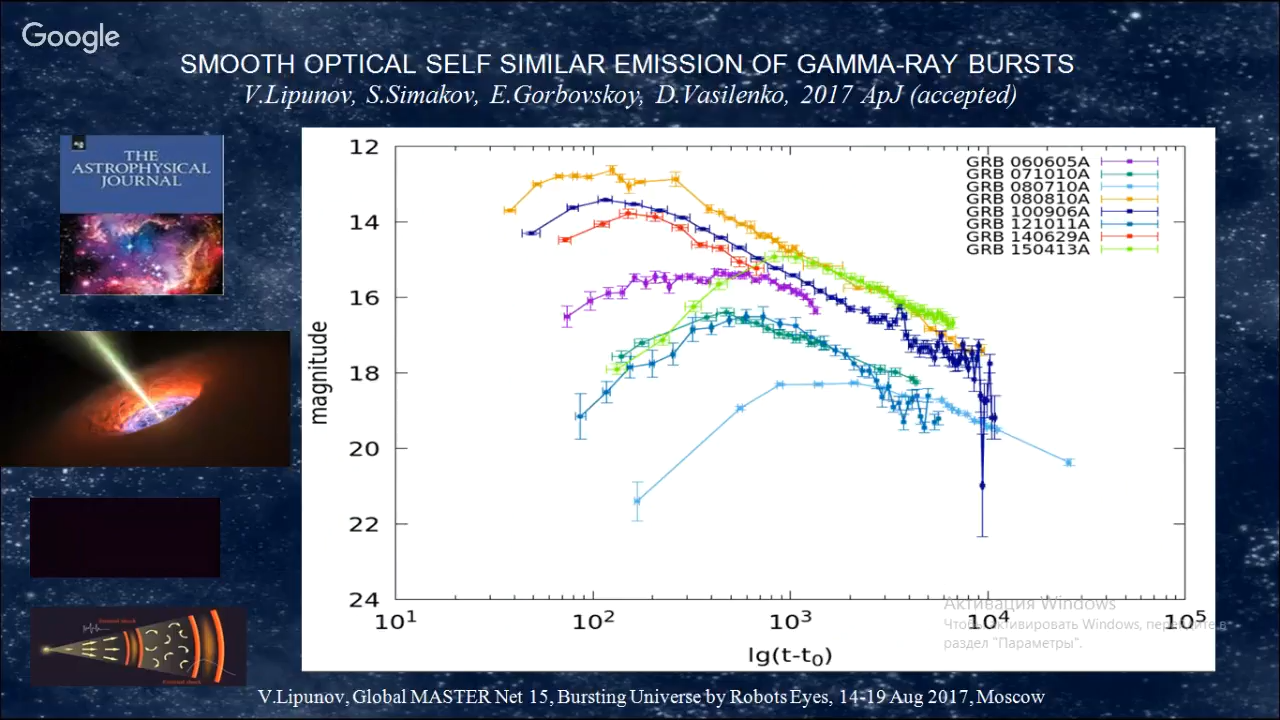 Google
SMOOTH OPTICAL SELF SIMILAR EMISSION OF GAMMA-RAY BURSTS
V.Lipunov, S.Simakov, E.Gorbovskoy, D.Vasilenko, 2017 ApJ (accepted)
THE
ASTROPHYSICAL
JOURNAL
GRB 060605A
GRB 071010A
GRB 080710A
GRB 080810A
GRB 100906A
GRB 121011A
GRB 140629A
GRB 150413A
12
14
16
18
20
22
24
magnitude
10¹ 10² 10³ 10⁴ 10⁵
lg(t-t₀)
Активация Windows
Чтобы активировать Windows, перейдите в
раздел "Параметры".
V.Lipunov, Global MASTER Net 15, Bursting Universe by Robots Eyes, 14-19 Aug 2017, Moscow